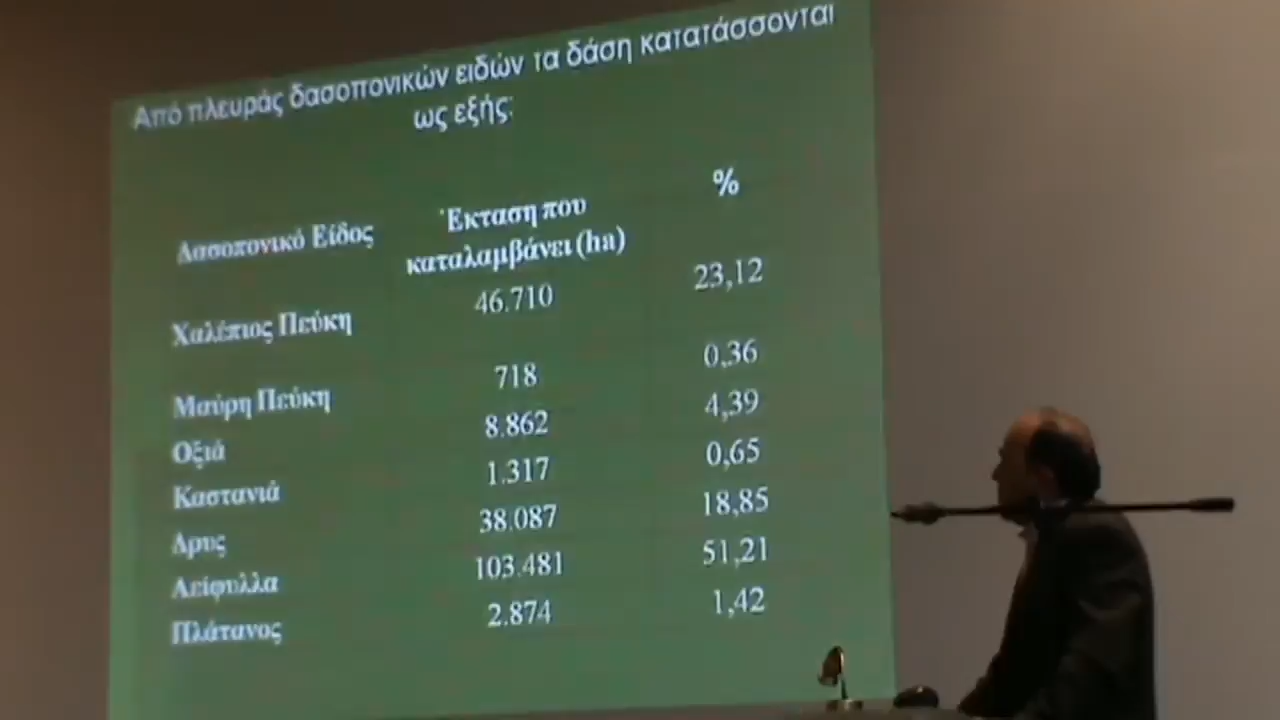 Από πλευράς δασοπονικών ειδών τα δάση κατατάσσονται
ως εξής:
Δασοπονικό Είδος Έκταση που καταλαμβάνει (ha) %
Χαλέπιος Πεύκη 46.710 23,12
Μαύρη Πεύκη 718 0,36
Οξιά 8.862 4,39
Καστανιά 1.317 0,65
Δρυς 38.087 18,85
Αείφυλλα 103.481 51,21
Πλάτανος 2.874 1,42